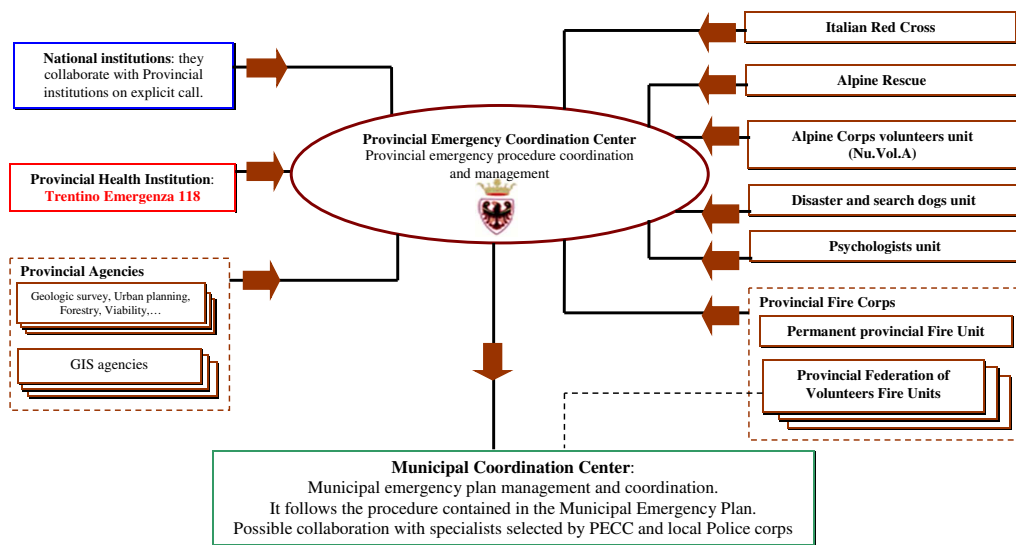 National institutions: they
collaborate with Provincial
institutions on explicit call.
Provincial Health Institution:
Trentino Emergenza 118
Provincial Agencies
Geologic survey, Urban planning,
Forestry, Viability,…
GIS agencies
Provincial Emergency Coordination Center
Provincial emergency procedure coordination
and management
Italian Red Cross
Alpine Rescue
Alpine Corps volunteers unit
(Nu.Vol.A)
Disaster and search dogs unit
Psychologists unit
Provincial Fire Corps
Permanent provincial Fire Unit
Provincial Federation of
Volunteers Fire Units
Municipal Coordination Center:
Municipal emergency plan management and coordination.
It follows the procedure contained in the Municipal Emergency Plan.
Possible collaboration with specialists selected by PECC and local Police corps